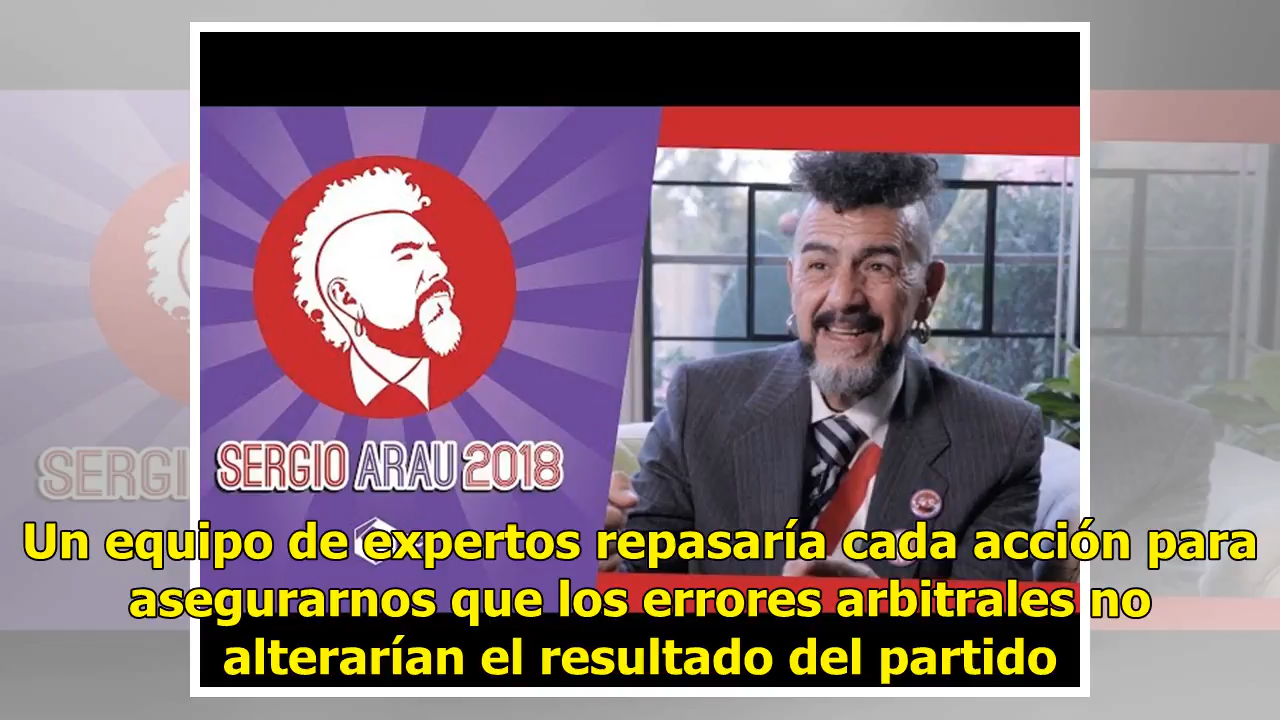 SERGIO ARAU 2018
Un equipo de expertos repasaría cada acción para
asegurarnos que los errores arbitrales no
alterarían el resultado del partido
SERGI